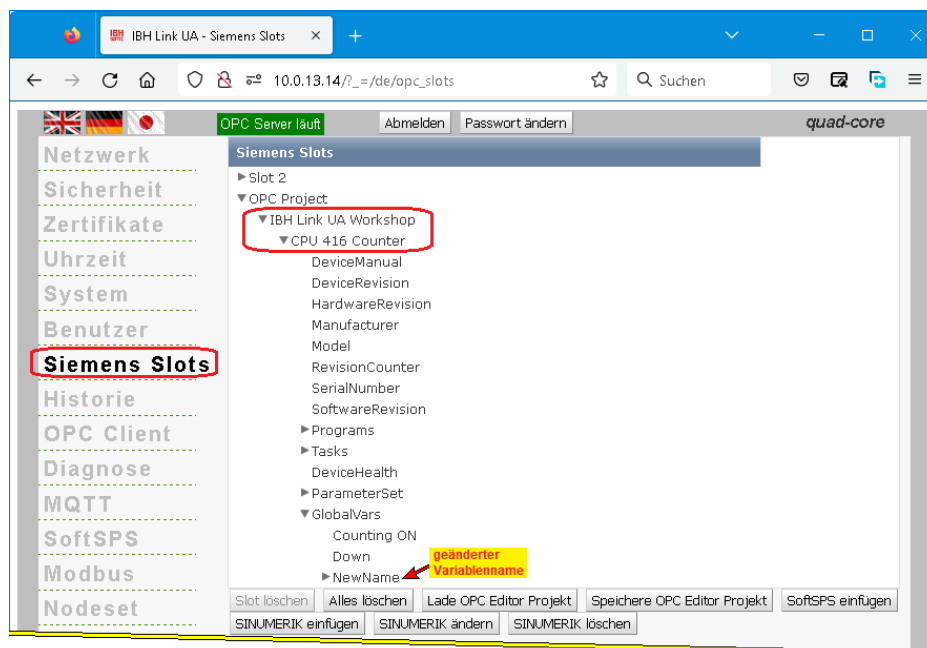 IBH Link UA - Siemens Slots
10.0.13.14/?_=/de/opc_slots
Suchen
OPC Server läuft
Abmelden
Passwort ändern
quad-core
Netzwerk
Sicherheit
Zertifikate
Uhrzeit
System
Benutzer
Siemens Slots
Historie
OPC Client
Diagnose
MQTT
SoftSPS
Modbus
Nodeset
Siemens Slots
Slot 2
OPC Project
IBH Link UA Workshop
CPU 416 Counter
DeviceManual
DeviceRevision
HardwareRevision
Manufacturer
Model
RevisionCounter
SerialNumber
SoftwareRevision
Programs
Tasks
DeviceHealth
ParameterSet
GlobalVars
Counting ON
Down
NewName
geänderter
Variablenname
Slot löschen
Alles löschen
Lade OPC Editor Projekt
Speichere OPC Editor Projekt
SoftSPS einfügen
SINUMERIK einfügen
SINUMERIK ändern
SINUMERIK löschen